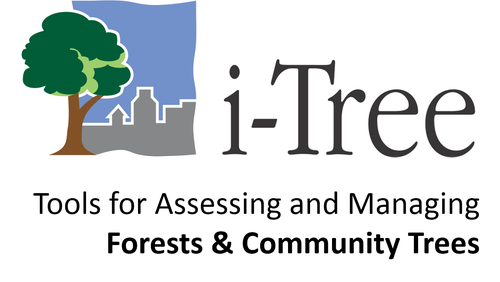 i-Tree
Tools for Assessing and Managing
Forests & Community Trees